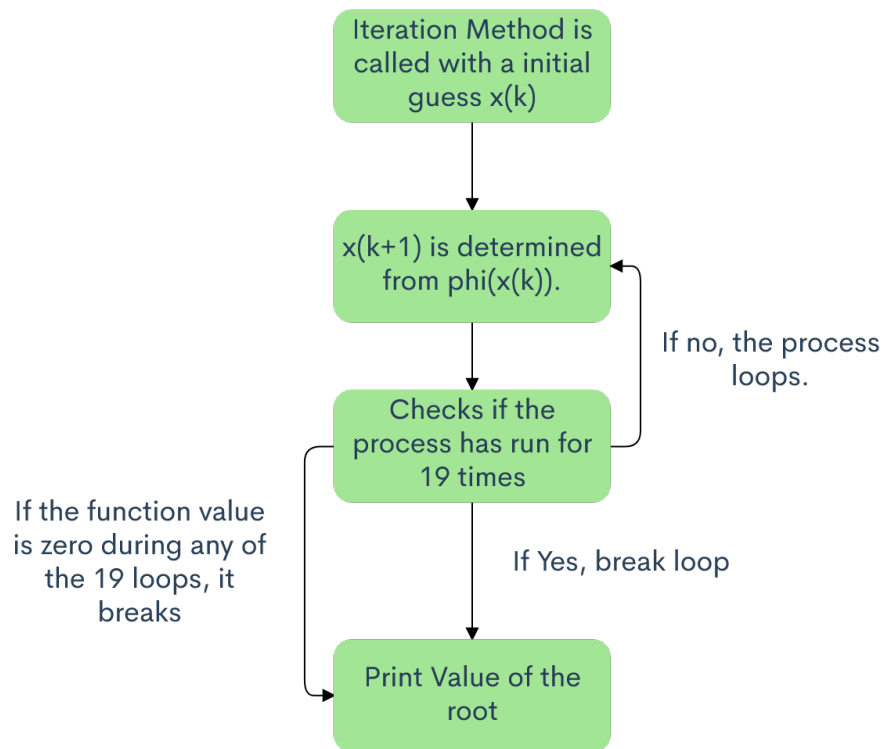 Iteration Method is
called with a initial
guess x(k)
x(k+1) is determined
from phi(x(k)).
If no, the process
loops.
Checks if the
process has run for
19 times
If the function value
is zero during any of
the 19 loops, it
breaks
If Yes, break loop
Print Value of the
root